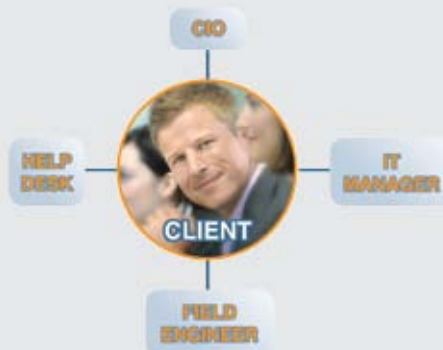 CIO
HELP
DESK
IT
MANAGER
CLIENT
FIELD
ENGINEER